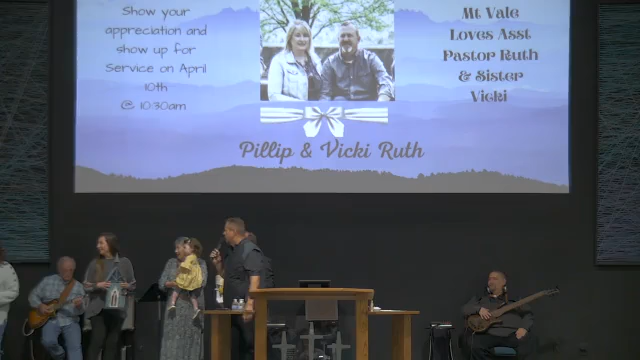 Show your
appreciation and
show up for
Service on April
10th
@ 10:30am
Mt Vale
Loves Asst
Pastor Ruth
& Sister
Vicki
Pillip & Vicki Ruth